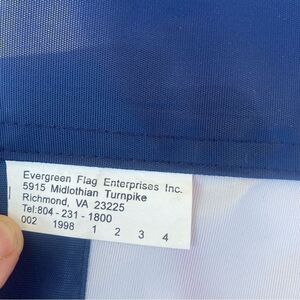 Evergreen Flag Enterprises Inc.
5915 Midlothian Turnpike
Richmond, VA 23225
Tel:804-231-1800
002 1998 1 2 3 4